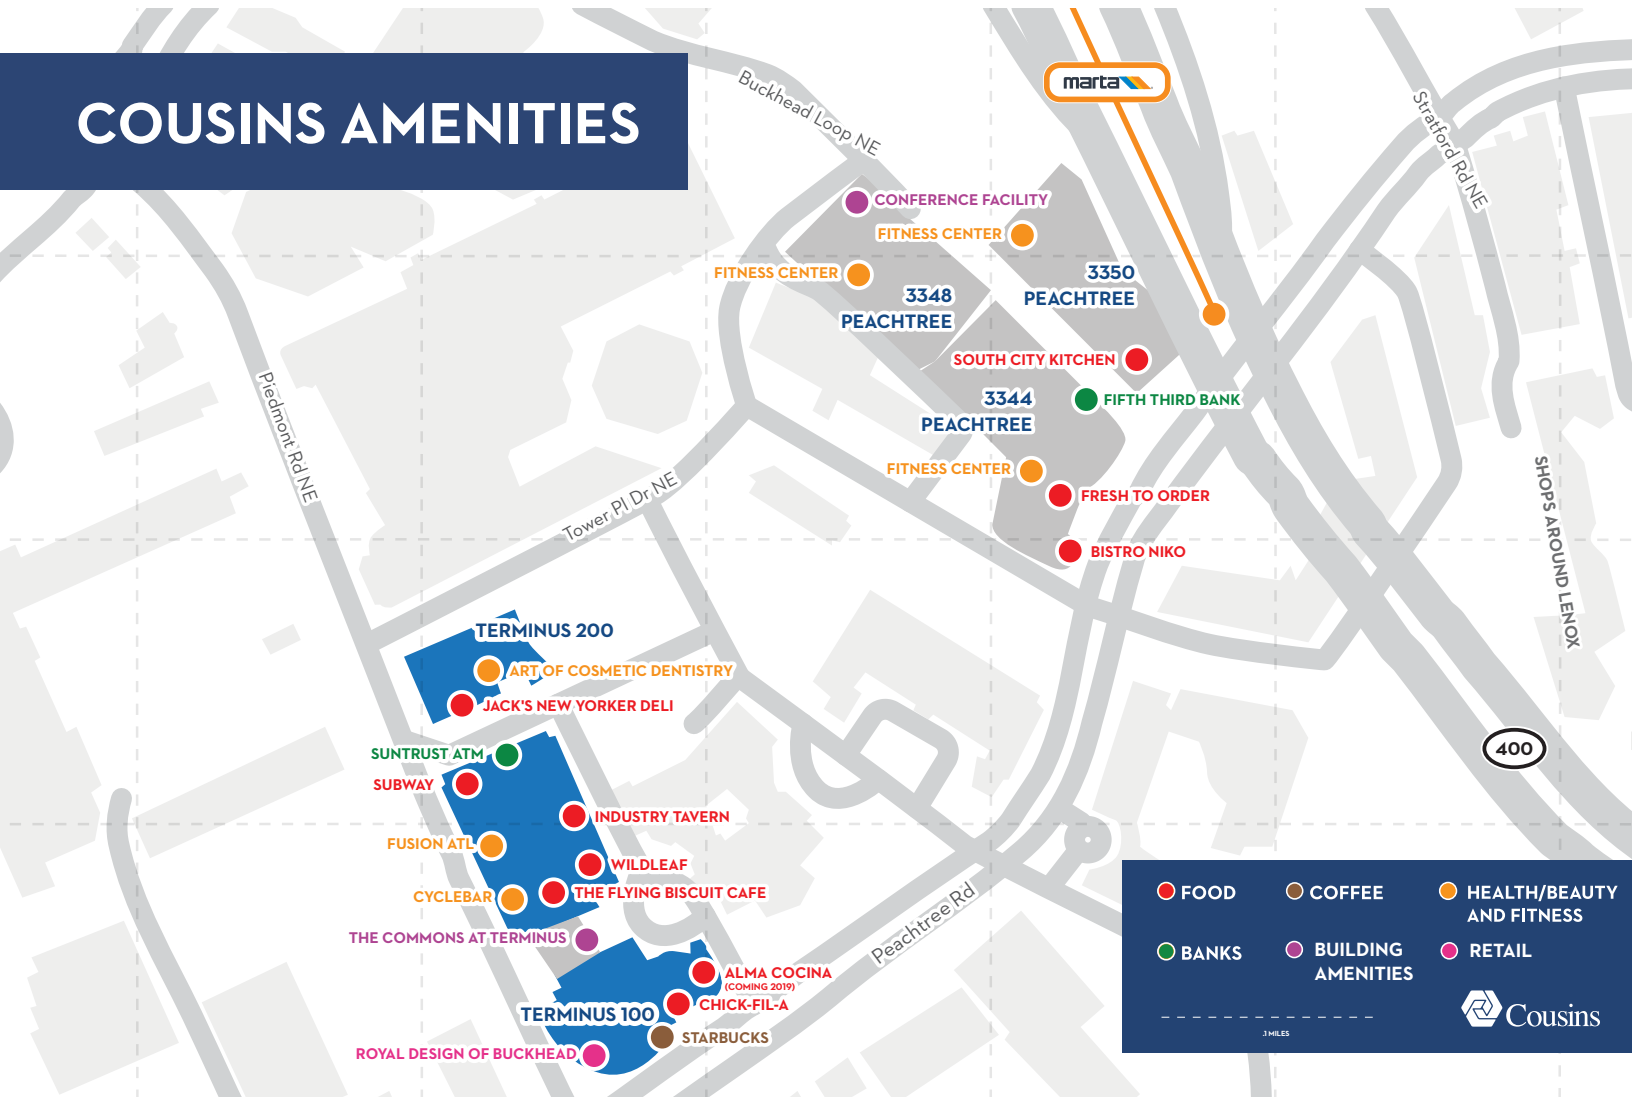 COUSINS AMENITIES
marta
Buckhead Loop NE
Stratford Rd NE
CONFERENCE FACILITY
FITNESS CENTER
FITNESS CENTER
3350
PEACHTREE
3348
PEACHTREE
SOUTH CITY KITCHEN
3344
PEACHTREE
FIFTH THIRD BANK
Piedmont Rd NE
FITNESS CENTER
FRESH TO ORDER
Tower Pl Dr NE
BISTRO NIKO
SHOPS AROUND LENOX
TERMINUS 200
ART OF COSMETIC DENTISTRY
JACK'S NEW YORKER DELI
400
SUNTRUST ATM
SUBWAY
INDUSTRY TAVERN
FUSION ATL
WILDLEAF
THE FLYING BISCUIT CAFE
CYCLEBAR
THE COMMONS AT TERMINUS
Peachtree Rd
ALMA COCINA
(COMING 2019)
CHICK-FIL-A
TERMINUS 100
STARBUCKS
ROYAL DESIGN OF BUCKHEAD
FOOD
COFFEE
HEALTH/BEAUTY
AND FITNESS
BANKS
BUILDING
AMENITIES
RETAIL
.1 MILES
Cousins